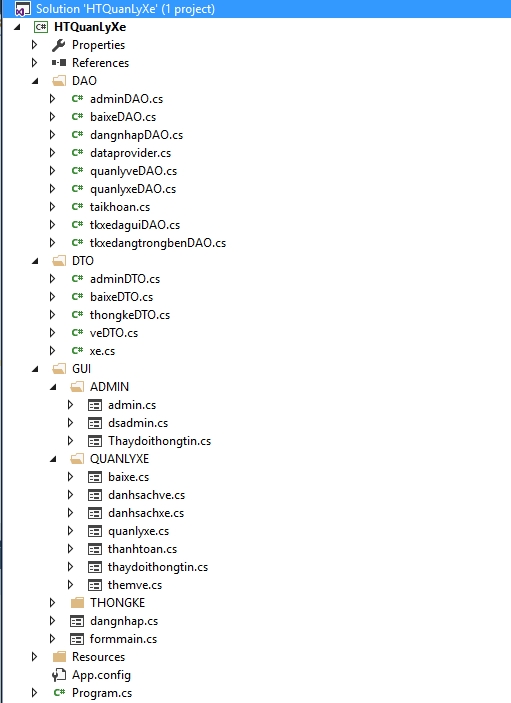 Solution 'HTQuanLyXe' (1 project)
HTQuanLyXe
Properties
References
DAO
adminDAO.cs
baixeDAO.cs
dangnhapDAO.cs
dataprovider.cs
quanlyveDAO.cs
quanlyxeDAO.cs
taikhoan.cs
tkxedaguiDAO.cs
tkxedangtrongbenDAO.cs
DTO
adminDTO.cs
baixeDTO.cs
thongkeDTO.cs
veDTO.cs
xe.cs
GUI
ADMIN
admin.cs
dsadmin.cs
Thaydoithongtin.cs
QUANLYXE
baixe.cs
danhsachve.cs
danhsachxe.cs
quanlyxe.cs
thanhtoan.cs
thaydoithongtin.cs
themve.cs
THONGKE
dangnhap.cs
formmain.cs
Resources
App.config
Program.cs